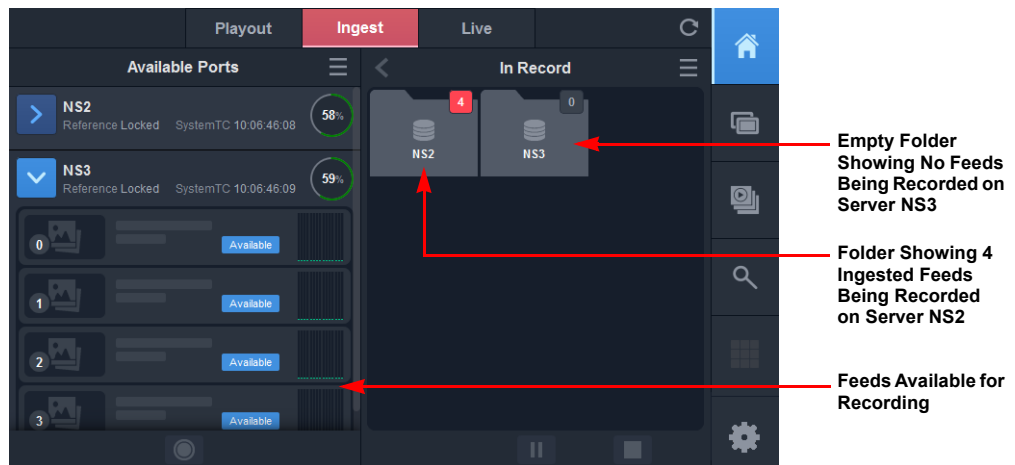 Playout
Ingest
Live
Available Ports
In Record
NS2
Reference Locked SystemTC 10:06:46:08
58%
NS3
Reference Locked SystemTC 10:06:46:09
59%
0
Available
1
Available
2
Available
3
Available
4
NS2
0
NS3
Empty Folder
Showing No Feeds
Being Recorded on
Server NS3
Folder Showing 4
Ingested Feeds
Being Recorded
on Server NS2
Feeds Available for
Recording